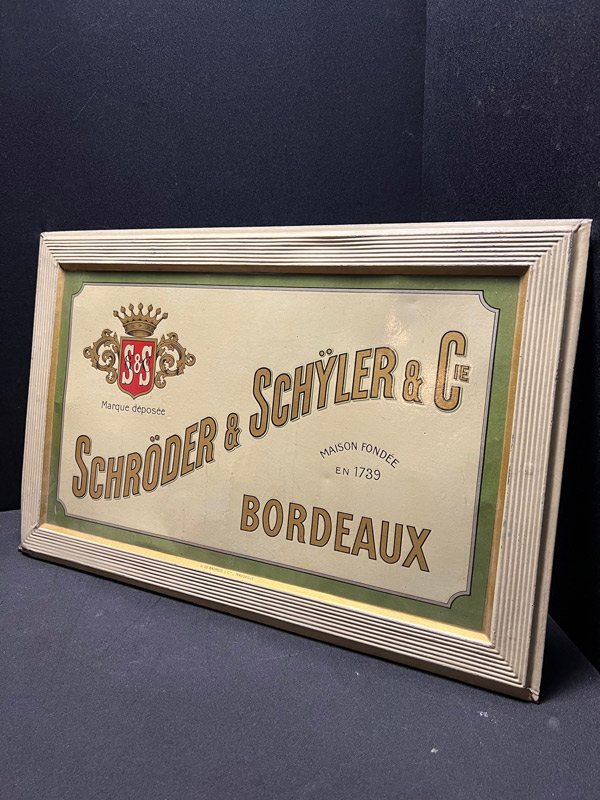 S&S
Marque déposée
SCHRÖDER & SCHŸLER & CIE
MAISON FONDÉE
EN 1739
BORDEAUX